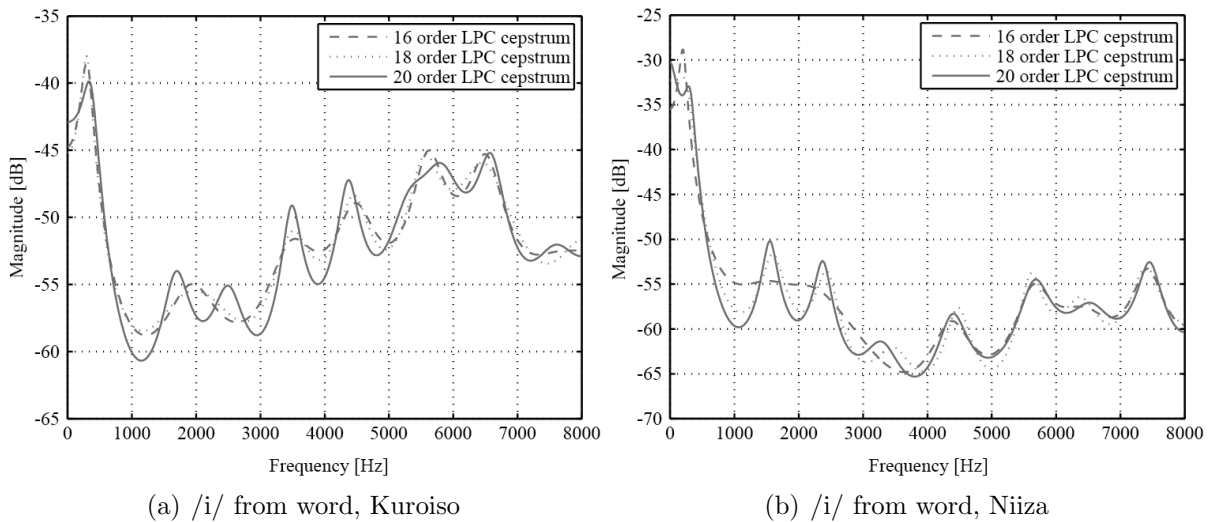 -35
-40
-45
-50
-55
-60
-65
Magnitude [dB]
16 order LPC cepstrum
18 order LPC cepstrum
20 order LPC cepstrum
0 1000 2000 3000 4000 5000 6000 7000 8000
Frequency [Hz]
(a) /i/ from word, Kuroiso
-25
-30
-35
-40
-45
-50
-55
-60
-65
-70
Magnitude [dB]
16 order LPC cepstrum
18 order LPC cepstrum
20 order LPC cepstrum
0 1000 2000 3000 4000 5000 6000 7000 8000
Frequency [Hz]
(b) /i/ from word, Niiza